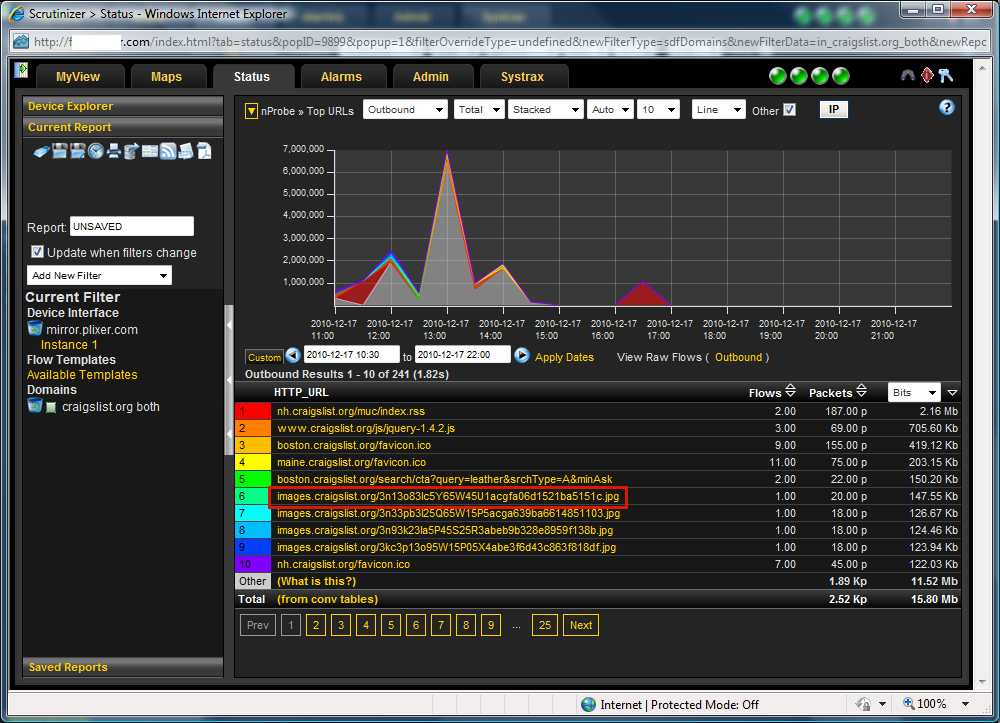 Scrutinizer > Status - Windows Internet Explorer
http://f r.com/index.html?tab=status&popID=9899&popup=1&filterOverrideType=undefined&newFilterType=sdfDomains&newFilterData=in_craigslist.org_both&newRepo
MyView Maps Status Alarms Admin Systrax
Device Explorer
Current Report
Report: UNSAVED
Update when filters change
Add New Filter
Current Filter
Device Interface
mirror.plixer.com
Instance 1
Flow Templates
Available Templates
Domains
craigslist.org both
Saved Reports
nProbe » Top URLs Outbound Total Stacked Auto 10 Line Other IP
7,000,000
6,000,000
5,000,000
4,000,000
3,000,000
2,000,000
1,000,000
2010-12-17 2010-12-17 2010-12-17 2010-12-17 2010-12-17 2010-12-17 2010-12-17 2010-12-17 2010-12-17 2010-12-17 2010-12-17
11:00 12:00 13:00 14:00 15:00 16:00 17:00 18:00 19:00 20:00 21:00
Custom 2010-12-17 10:30 to 2010-12-17 22:00 Apply Dates View Raw Flows ( Outbound )
Outbound Results 1 - 10 of 241 (1.82s)
HTTP_URL Flows Packets Bits
1 nh.craigslist.org/muc/index.rss 2.00 187.00 p 2.16 Mb
2 www.craigslist.org/js/jquery-1.4.2.js 3.00 69.00 p 705.60 Kb
3 boston.craigslist.org/favicon.ico 9.00 155.00 p 419.12 Kb
4 maine.craigslist.org/favicon.ico 11.00 75.00 p 203.15 Kb
5 boston.craigslist.org/search/cta?query=leather&srchType=A&minAsk 2.00 22.00 p 150.20 Kb
6 images.craigslist.org/3n13o83lc5Y65W45U1acgfa06d1521ba5151c.jpg 1.00 20.00 p 147.55 Kb
7 images.craigslist.org/3n33pb3l25Q65W15P5acga639ba6614851103.jpg 1.00 18.00 p 126.67 Kb
8 images.craigslist.org/3n93k23la5P45S25R3abeb9b328e8959f138b.jpg 1.00 18.00 p 124.46 Kb
9 images.craigslist.org/3kc3p13o95W15P05X4abe3f6d43c863f818df.jpg 1.00 18.00 p 123.94 Kb
10 nh.craigslist.org/favicon.ico 7.00 45.00 p 122.03 Kb
Other (What is this?) 1.89 Kp 11.52 Mb
Total (from conv tables) 2.52 Kp 15.80 Mb
Prev 1 2 3 4 5 6 7 8 9 ... 25 Next
Internet | Protected Mode: Off 100%